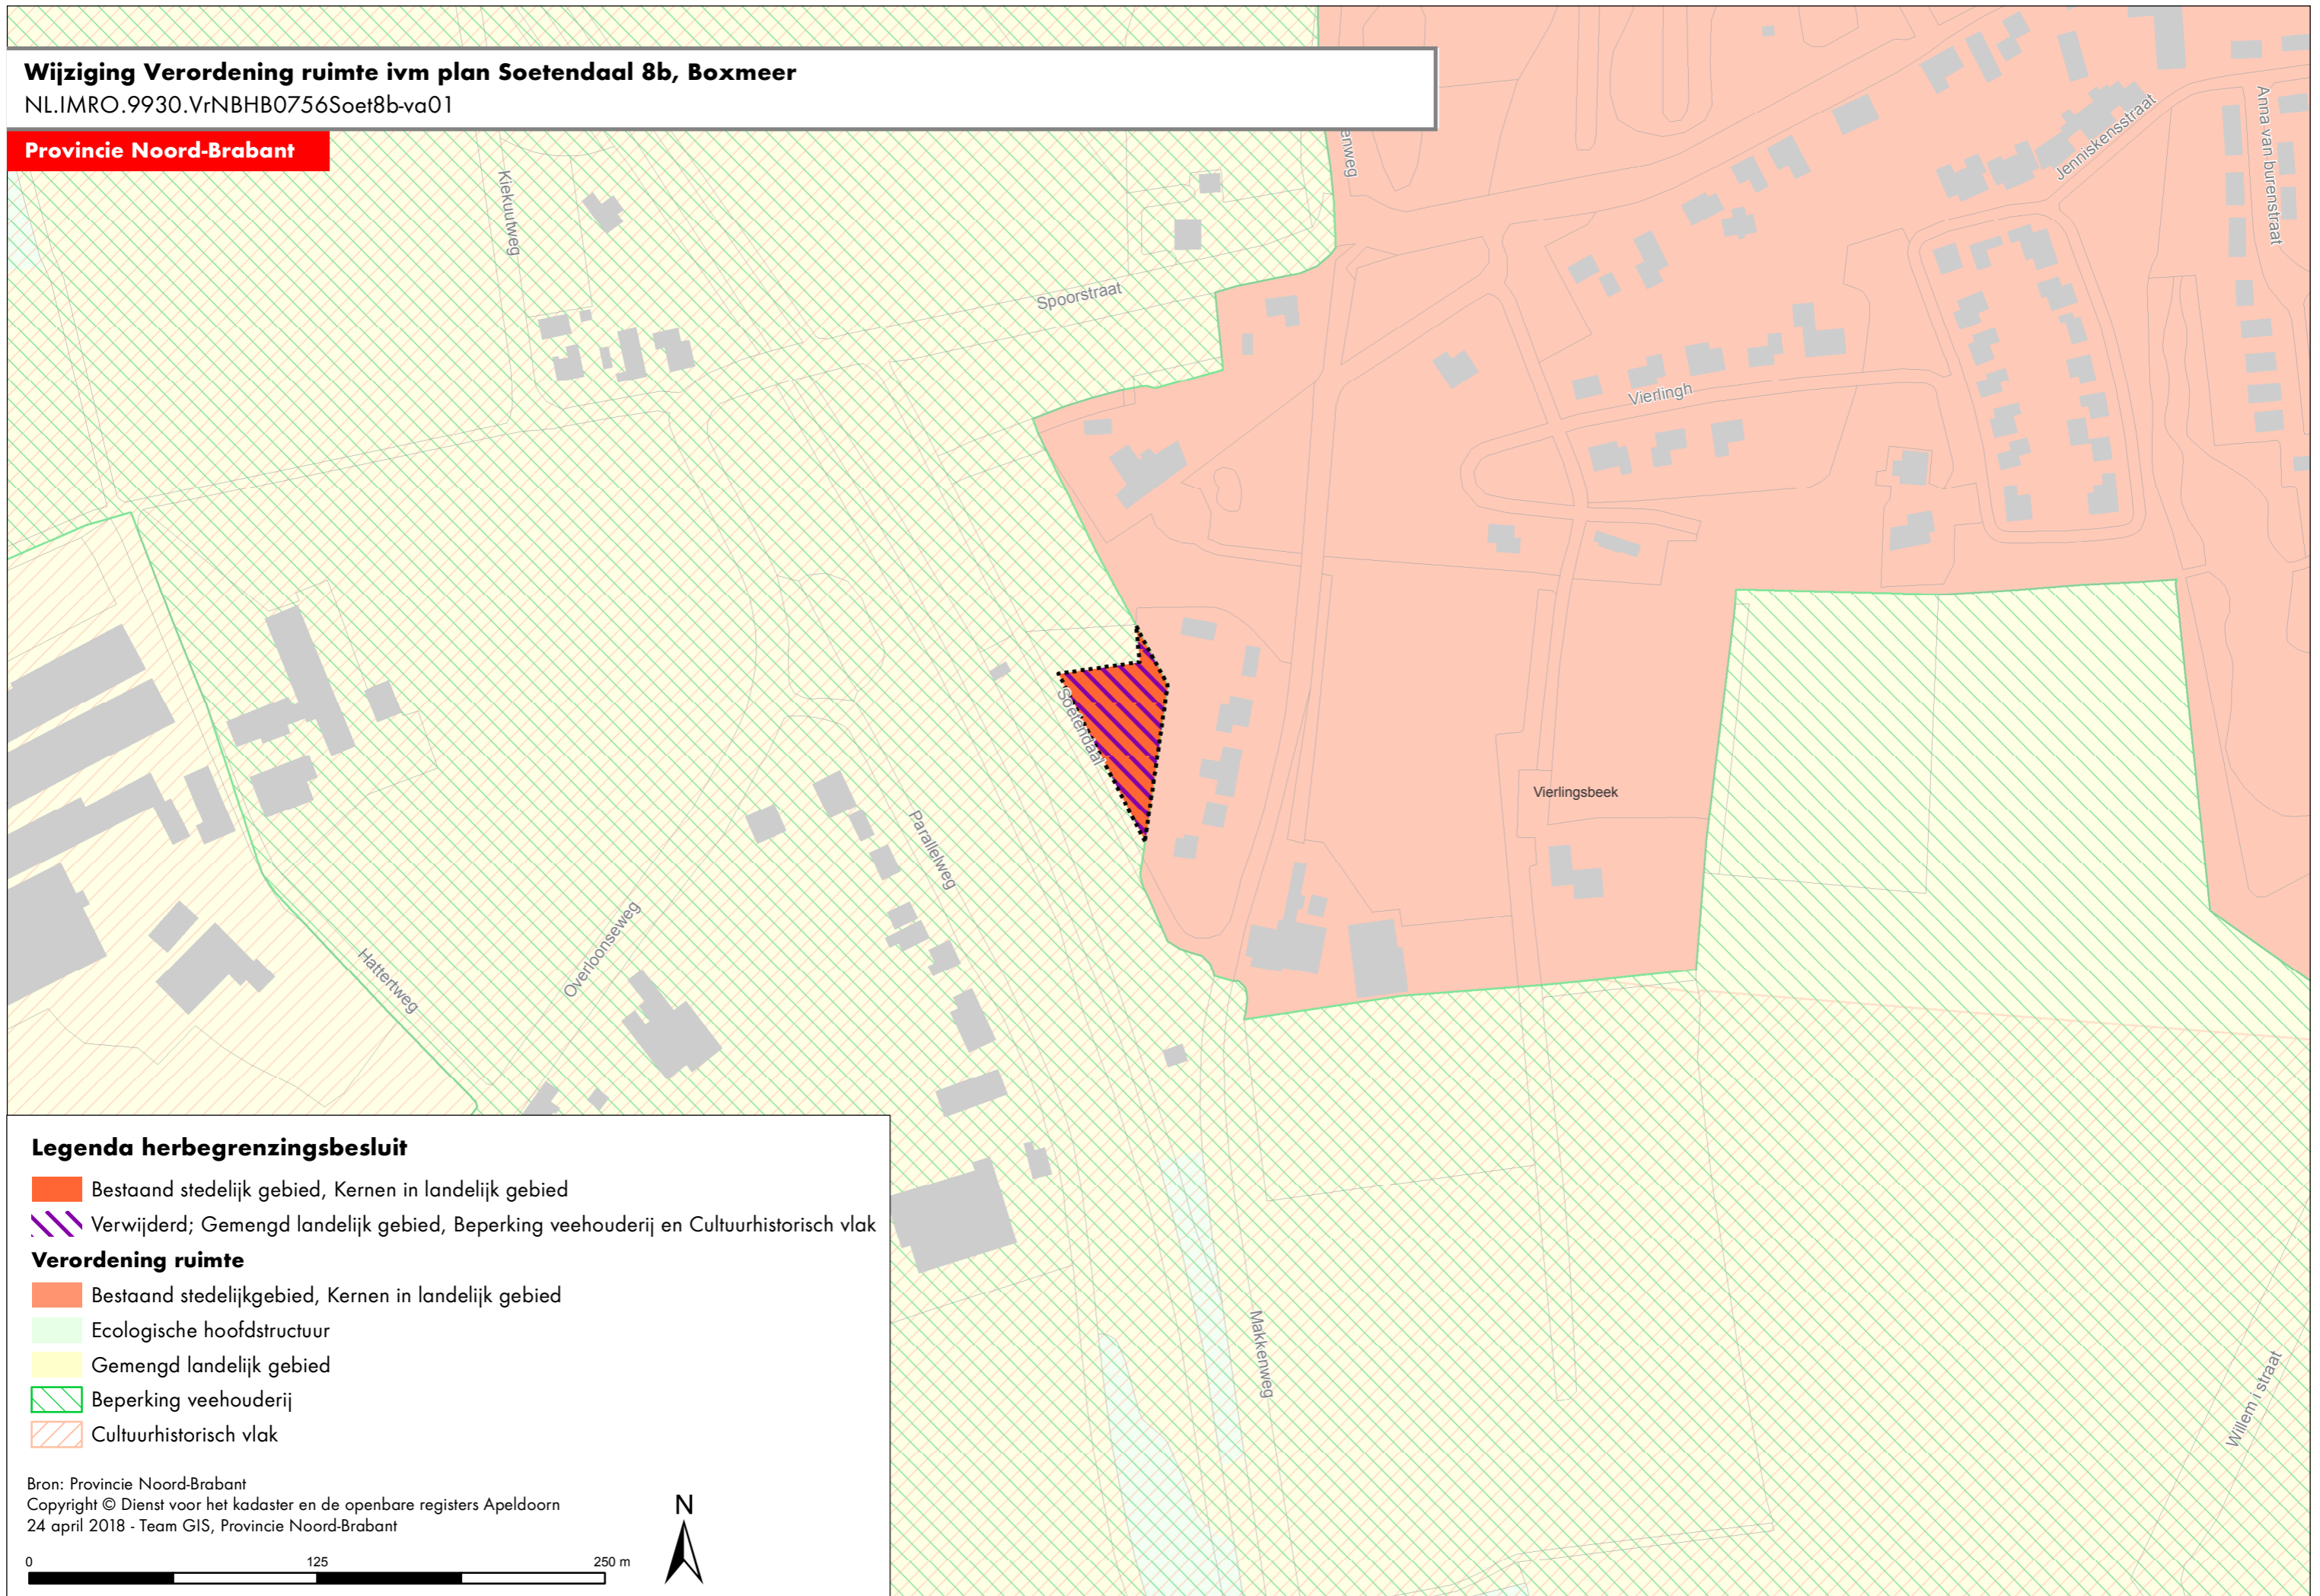 Wijziging Verordening ruimte ivm plan Soetendaal 8b, Boxmeer
NL.IMRO.9930.VrNBHB0756Soet8b-va01
Provincie Noord-Brabant
Kiekuutweg
Spoorstraat
enweg
Jenniskensstraat
Anna van burenstraat
Vierlingh
Soetendaal
Parallelweg
Vierlingsbeek
Overloonseweg
Hattertweg
Makkenweg
Willem i straat
Legenda herbegrenzingsbesluit
Bestaand stedelijk gebied, Kernen in landelijk gebied
Verwijderd; Gemengd landelijk gebied, Beperking veehouderij en Cultuurhistorisch vlak
Verordening ruimte
Bestaand stedelijkgebied, Kernen in landelijk gebied
Ecologische hoofdstructuur
Gemengd landelijk gebied
Beperking veehouderij
Cultuurhistorisch vlak
Bron: Provincie Noord-Brabant
Copyright © Dienst voor het kadaster en de openbare registers Apeldoorn
24 april 2018 - Team GIS, Provincie Noord-Brabant
N
0 125 250 m